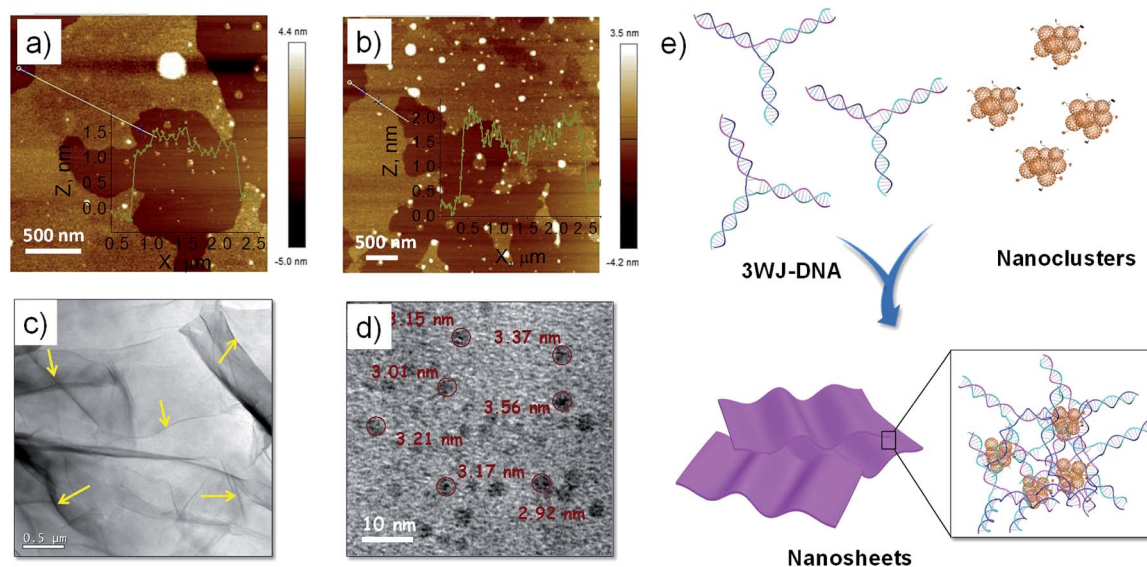 a)
4.4 nm
-5.0 nm
Z, nm
1.5
1.0
0.5
0.0
0.5 1.0 1.5 2.0 2.5
X, μm
500 nm
b)
3.5 nm
-4.2 nm
Z, nm
2.0
1.5
1.0
0.5
0.0
0.5 1.0 1.5 2.0 2.5
X, μm
500 nm
c)
0.5 μm
d)
3.15 nm
3.37 nm
3.01 nm
3.56 nm
3.21 nm
3.17 nm
2.92 nm
10 nm
e)
3WJ-DNA
Nanoclusters
Nanosheets